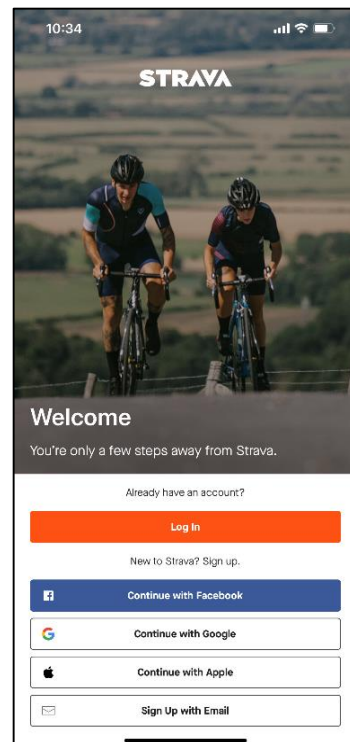 10:34
STRAVA
Welcome
You're only a few steps away from Strava.
Already have an account?
Log In
New to Strava? Sign up.
Continue with Facebook
Continue with Google
Continue with Apple
Sign Up with Email